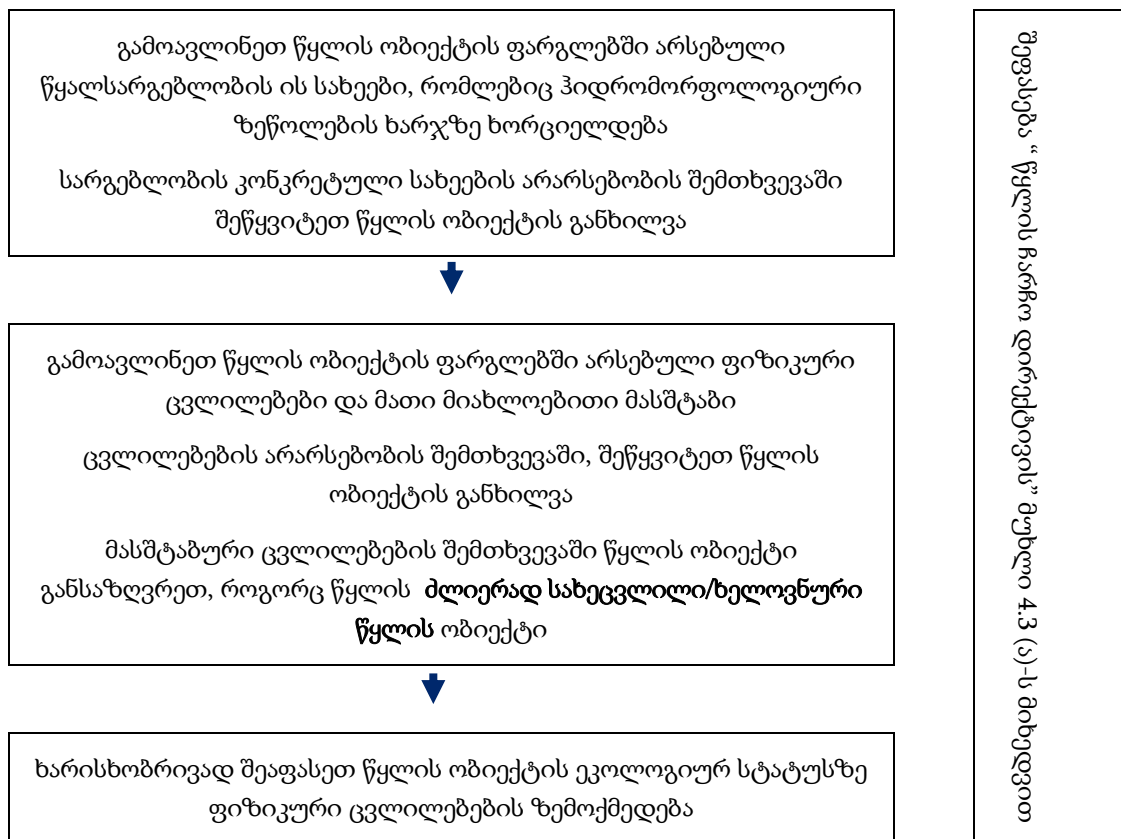 გამოავლინეთ წყლის ობიექტის ფარგლებში არსებული
წყალსარგებლობის ის სახეები, რომლებიც ჰიდრომორფოლოგიური
ზეწოლების ხარჯზე ხორციელდება
სარგებლობის კონკრეტული სახეების არარსებობის შემთხვევაში
შეწყვიტეთ წყლის ობიექტის განხილვა
გამოავლინეთ წყლის ობიექტის ფარგლებში არსებული ფიზიკური
ცვლილებები და მათი მიახლოებითი მასშტაბი
ცვლილებების არარსებობის შემთხვევაში, შეწყვიტეთ წყლის
ობიექტის განხილვა
მასშტაბური ცვლილებების შემთხვევაში წყლის ობიექტი
განსაზღვრეთ, როგორც წყლის ძლიერად სახეცვლილი/ხელოვნური
წყლის ობიექტი
ხარისხობრივად შეაფასეთ წყლის ობიექტის ეკოლოგიურ სტატუსზე
ფიზიკური ცვლილებების ზემოქმედება
შეფასება “ წყლის ჩარჩო დირექტივის” მუხლი 4.3 (ა)-ს მიხედვით